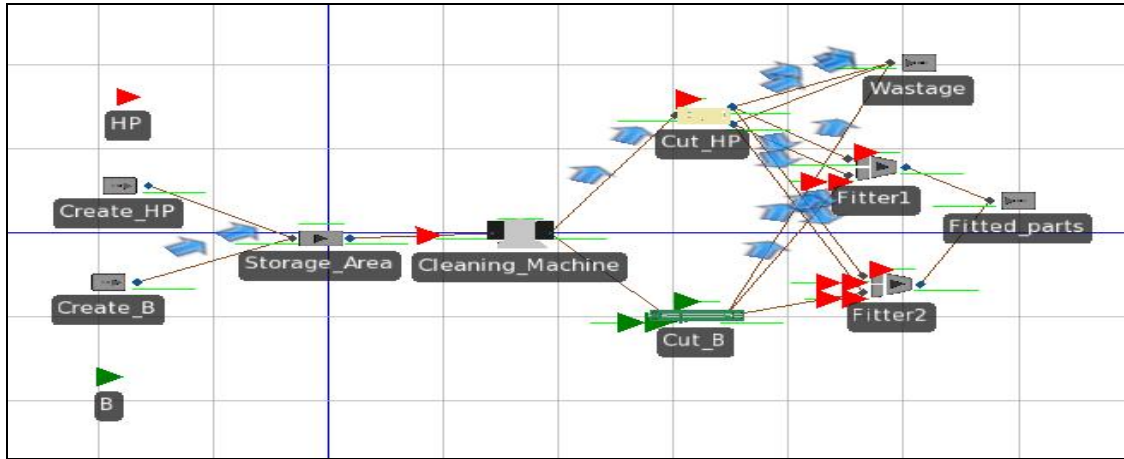 Wastage
HP
Cut_HP
Create_HP
Fitter1
Fitted_parts
Storage_Area
Cleaning_Machine
Create_B
Fitter2
Cut_B
B